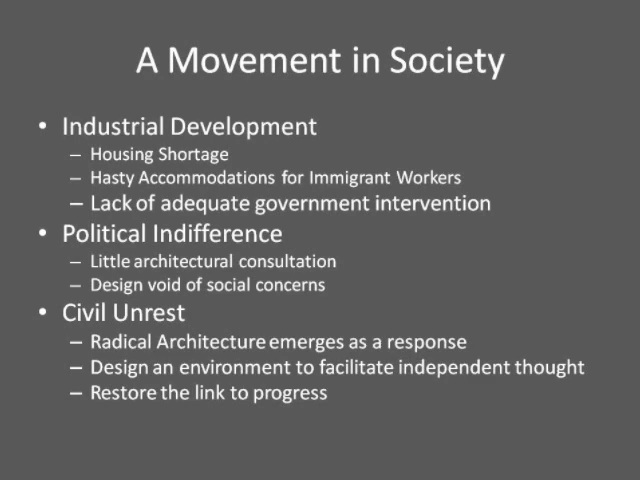 A Movement in Society
• Industrial Development
– Housing Shortage
– Hasty Accommodations for Immigrant Workers
– Lack of adequate government intervention
• Political Indifference
– Little architectural consultation
– Design void of social concerns
• Civil Unrest
– Radical Architecture emerges as a response
– Design an environment to facilitate independent thought
– Restore the link to progress